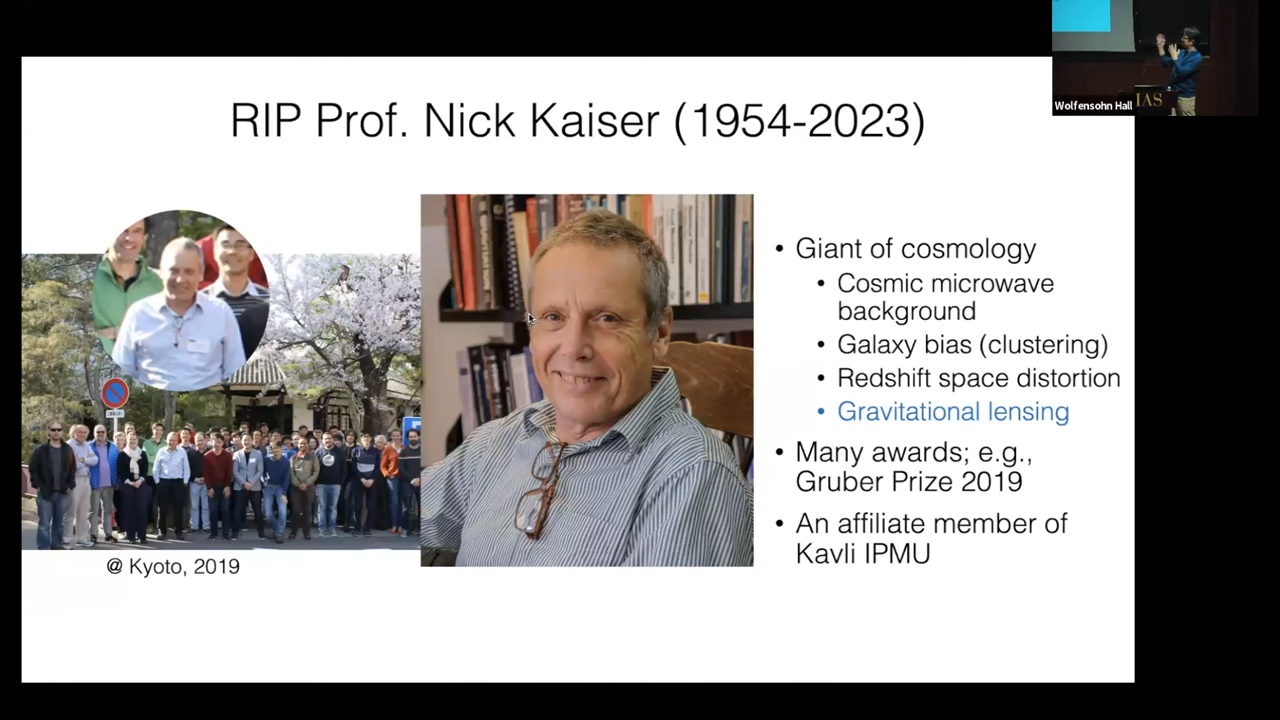 RIP Prof. Nick Kaiser (1954-2023)
Wolfensohn Hall
IAS
• Giant of cosmology
• Cosmic microwave
background
• Galaxy bias (clustering)
• Redshift space distortion
• Gravitational lensing
• Many awards; e.g.,
Gruber Prize 2019
• An affiliate member of
Kavli IPMU
@ Kyoto, 2019